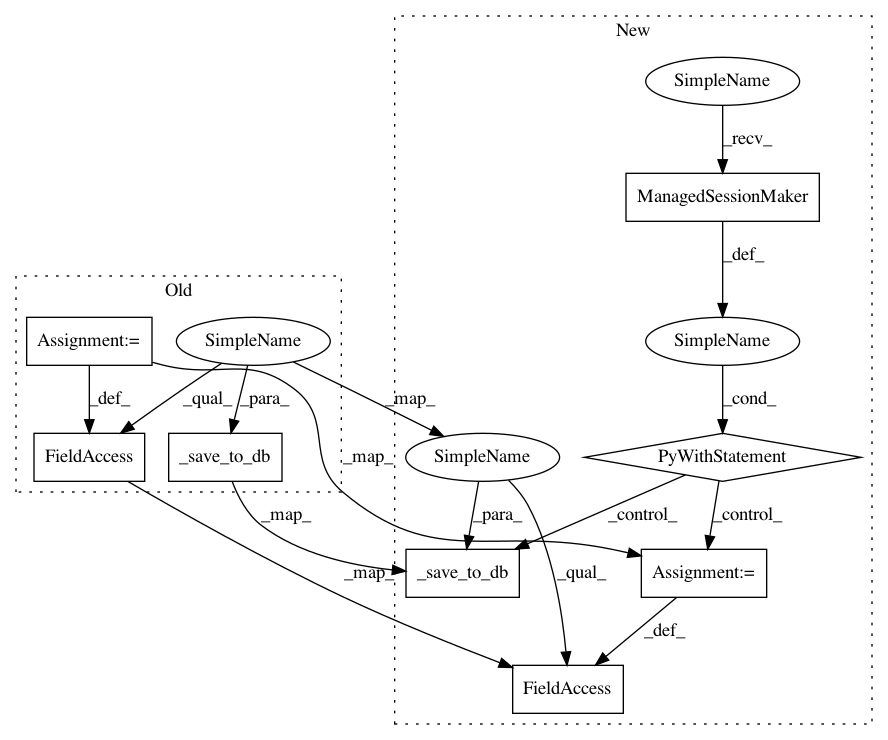 New
SimpleName
_recv_
ManagedSessionMaker
_def_
Old
Assignment:=
SimpleName
SimpleName
_def_
_qual_
_para_
_map_
_cond_
FieldAccess
_save_to_db
SimpleName
PyWithStatement
_map_
_map_
_para_
_control_
_control_
_map_
_save_to_db
_qual_
Assignment:=
_def_
FieldAccess